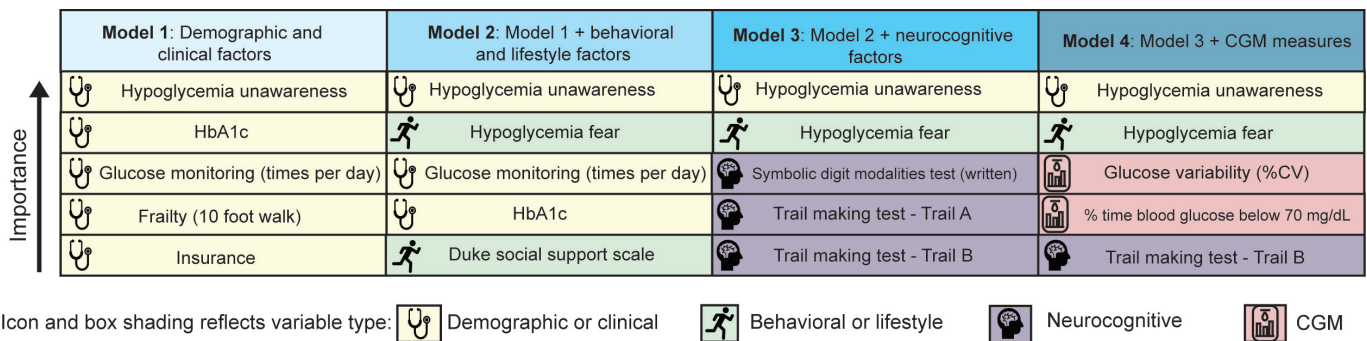 Model 1: Demographic and
clinical factors
Model 2: Model 1 + behavioral
and lifestyle factors
Model 3: Model 2 + neurocognitive
factors
Model 4: Model 3 + CGM measures
Importance
Hypoglycemia unawareness
Hypoglycemia unawareness
Hypoglycemia unawareness
Hypoglycemia unawareness
HbA1c
Hypoglycemia fear
Hypoglycemia fear
Hypoglycemia fear
Glucose monitoring (times per day)
Glucose monitoring (times per day)
Symbolic digit modalities test (written)
Glucose variability (%CV)
Frailty (10 foot walk)
HbA1c
Trail making test - Trail A
% time blood glucose below 70 mg/dL
Insurance
Duke social support scale
Trail making test - Trail B
Trail making test - Trail B
Icon and box shading reflects variable type:
Demographic or clinical
Behavioral or lifestyle
Neurocognitive
CGM